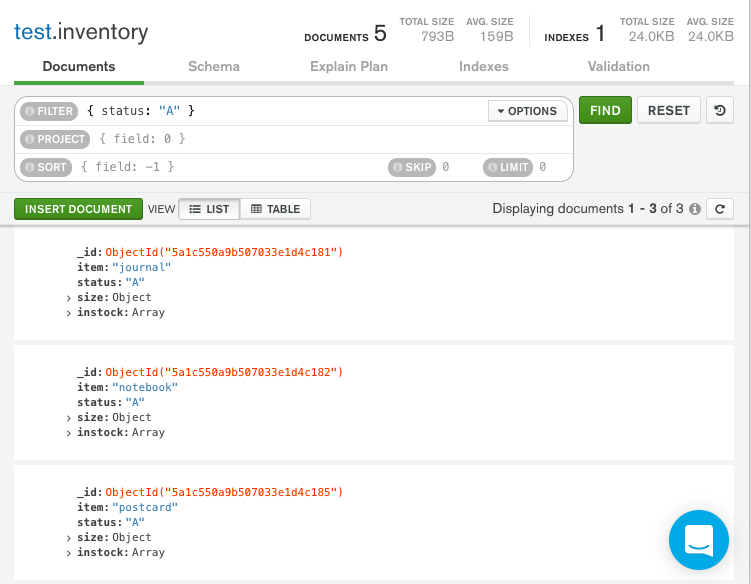 test.inventory
DOCUMENTS 5 TOTAL SIZE 793B AVG. SIZE 159B INDEXES 1 TOTAL SIZE 24.0KB AVG. SIZE 24.0KB
Documents Schema Explain Plan Indexes Validation
FILTER { status: "A" } OPTIONS FIND RESET
PROJECT { field: 0 }
SORT { field: -1 } SKIP 0 LIMIT 0
INSERT DOCUMENT VIEW LIST TABLE Displaying documents 1 - 3 of 3
_id: ObjectId("5a1c550a9b507033e1d4c181")
item: "journal"
status: "A"
size: Object
instock: Array
_id: ObjectId("5a1c550a9b507033e1d4c182")
item: "notebook"
status: "A"
size: Object
instock: Array
_id: ObjectId("5a1c550a9b507033e1d4c185")
item: "postcard"
status: "A"
size: Object
instock: Array